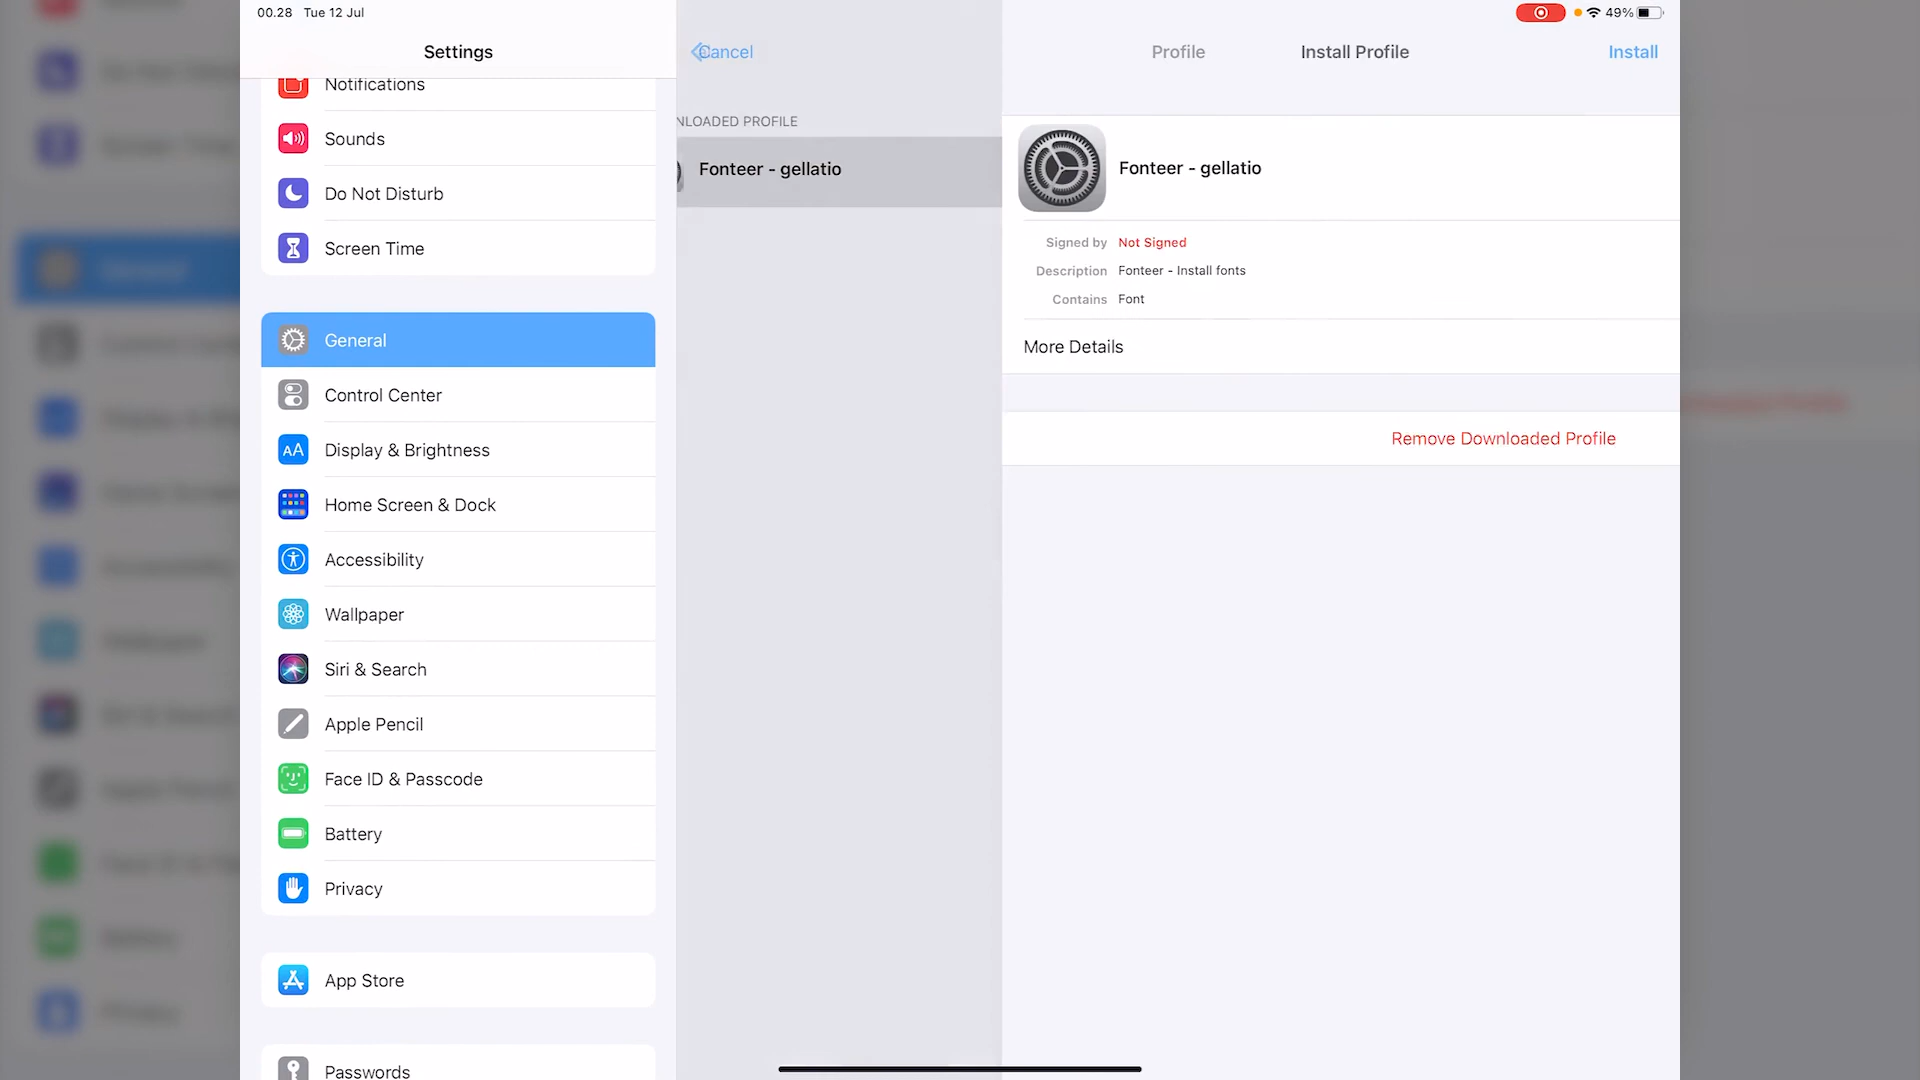 00.28 Tue 12 Jul
49%
Settings
Cancel
Profile
Install Profile
Install
Notifications
Sounds
Do Not Disturb
Screen Time
General
Control Center
Display & Brightness
Home Screen & Dock
Accessibility
Wallpaper
Siri & Search
Apple Pencil
Face ID & Passcode
Battery
Privacy
App Store
Passwords
NLOADED PROFILE
Fonteer - gellatio
Fonteer - gellatio
Signed by Not Signed
Description Fonteer - Install fonts
Contains Font
More Details
Remove Downloaded Profile